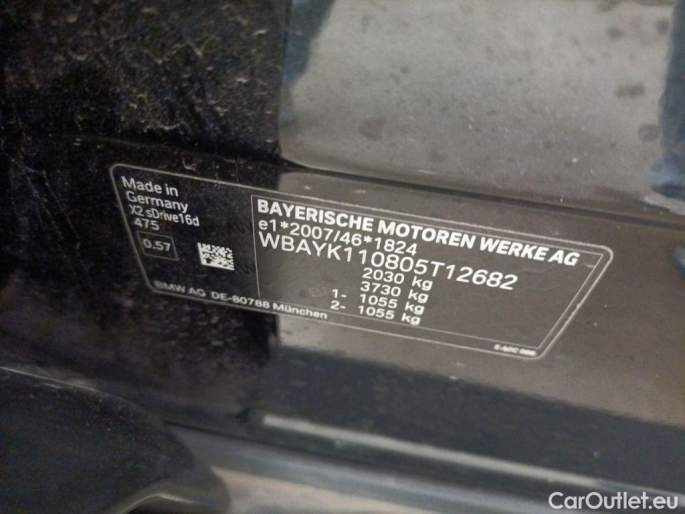 Made in
Germany
X2 sDrive16d
475
0.57
BAYERISCHE MOTOREN WERKE AG
e1*2007/46*1824
WBAYK110805T12682
2030 kg
3730 kg
1- 1055 kg
2- 1055 kg
BMW AG DE-80788 München
CarOutlet.eu